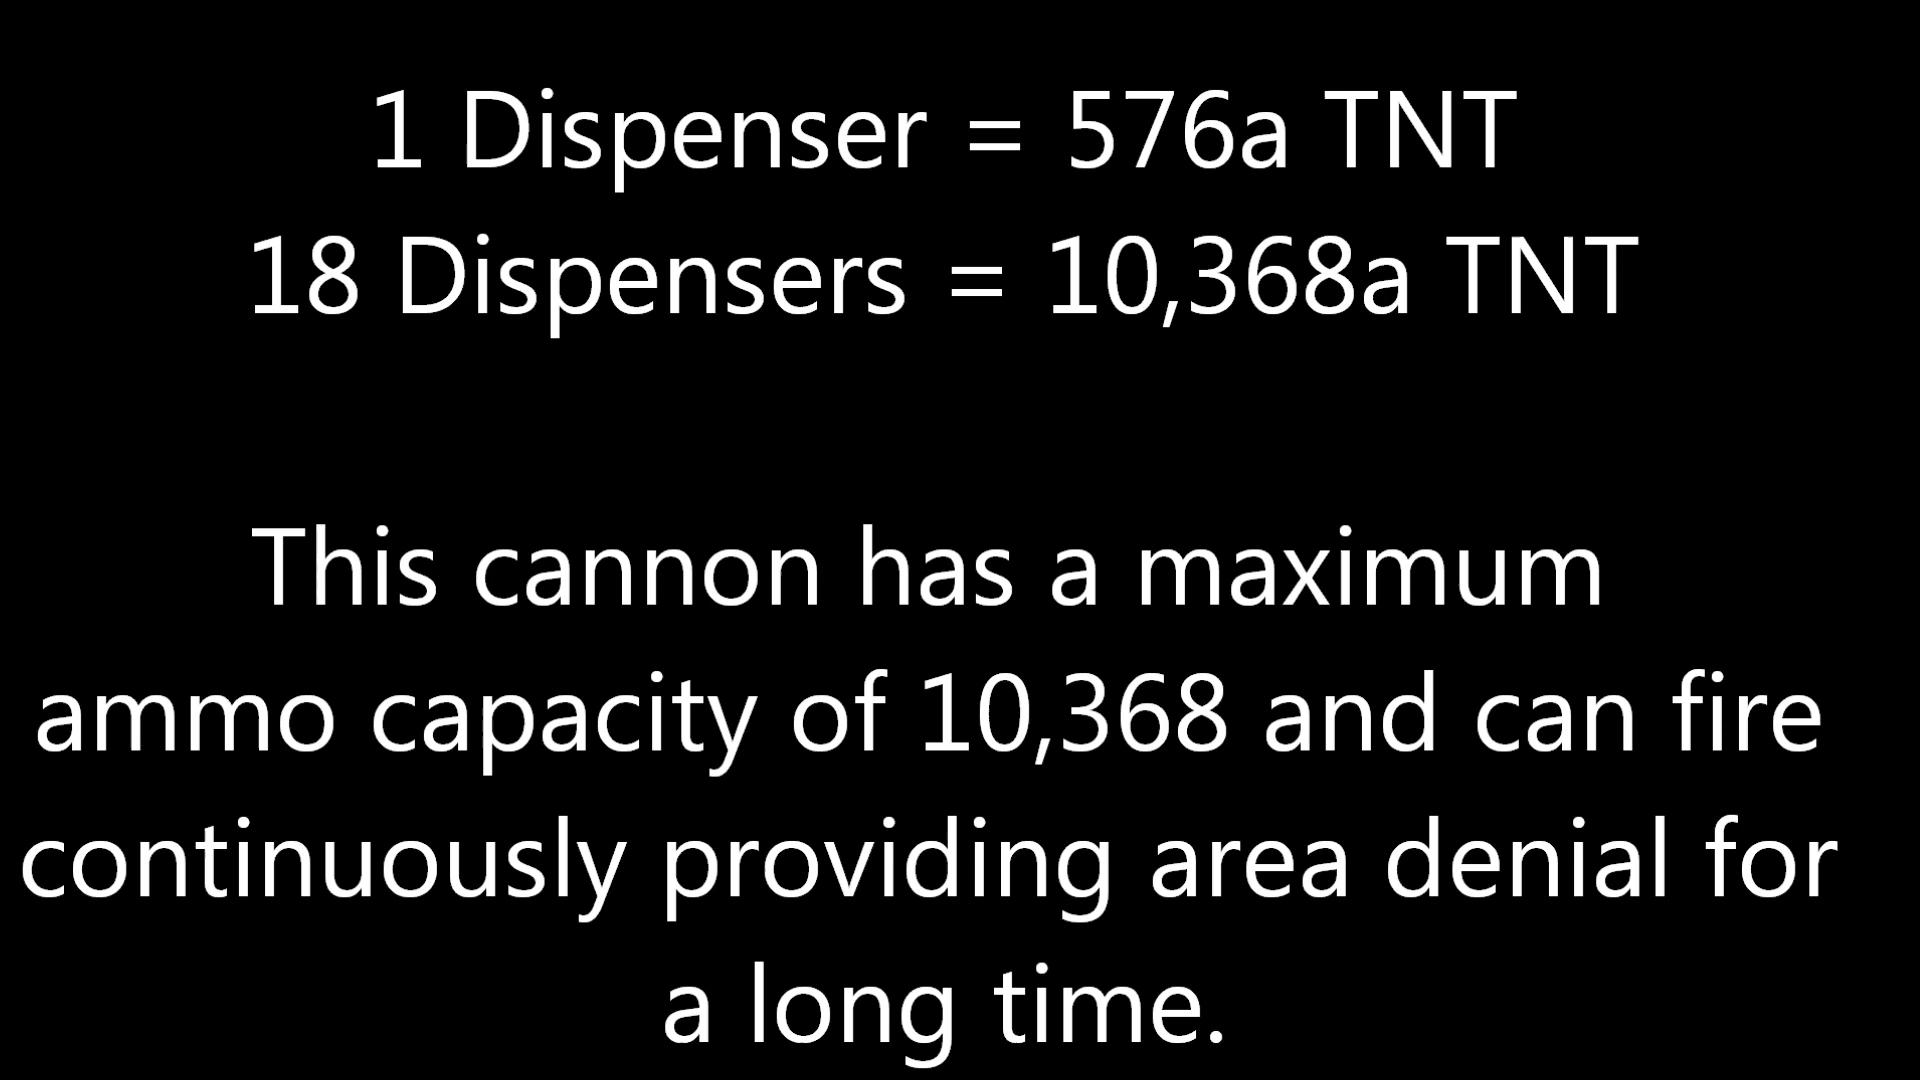 1 Dispenser = 576a TNT
18 Dispensers = 10,368a TNT
This cannon has a maximum
ammo capacity of 10,368 and can fire
continuously providing area denial for
a long time.